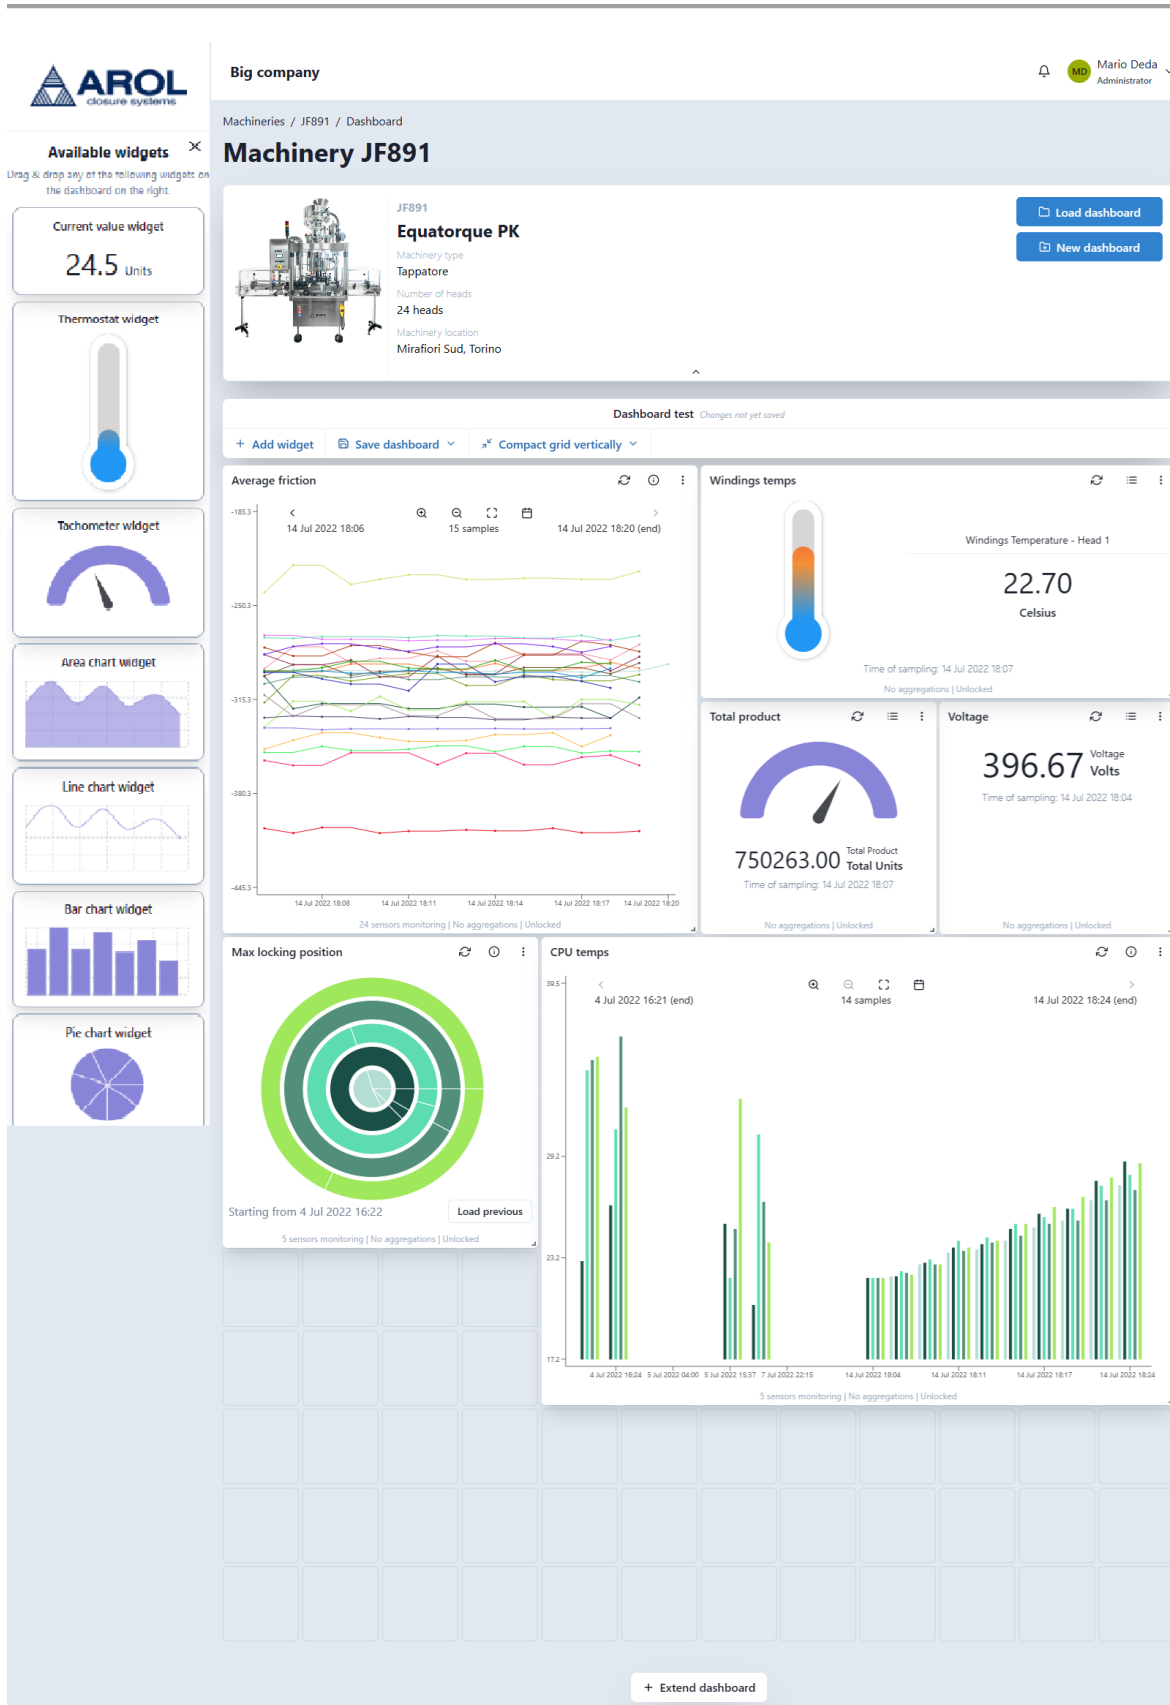 AROL
closure systems
Big company
MD
Mario Deda
Administrator
Available widgets
Drag & drop any of the following widgets on
the dashboard on the right.
Current value widget
24.5 Units
Thermostat widget
Tachometer widget
Area chart widget
Line chart widget
Bar chart widget
Pie chart widget
Machineries / JF891 / Dashboard
Machinery JF891
JF891
Equatorque PK
Machinery type
Tappatore
Number of heads
24 heads
Machinery location
Mirafiori Sud, Torino
Load dashboard
New dashboard
Dashboard test Changes not yet saved
+ Add widget
Save dashboard
Compact grid vertically
Average friction
14 Jul 2022 18:06
15 samples
14 Jul 2022 18:20 (end)
-185.3
-250.3
-315.3
-380.3
-445.3
14 Jul 2022 18:08 14 Jul 2022 18:11 14 Jul 2022 18:14 14 Jul 2022 18:17 14 Jul 2022 18:20
24 sensors monitoring | No aggregations | Unlocked
Windings temps
Windings Temperature - Head 1
22.70
Celsius
Time of sampling: 14 Jul 2022 18:07
No aggregations | Unlocked
Total product
750263.00 Total Product
Total Units
Time of sampling: 14 Jul 2022 18:07
No aggregations | Unlocked
Voltage
396.67 Voltage
Volts
Time of sampling: 14 Jul 2022 18:04
No aggregations | Unlocked
Max locking position
Starting from 4 Jul 2022 16:22
Load previous
5 sensors monitoring | No aggregations | Unlocked
CPU temps
4 Jul 2022 16:21 (end)
14 samples
14 Jul 2022 18:24 (end)
39.5
29.2
23.2
17.2
4 Jul 2022 16:24 5 Jul 2022 04:00 5 Jul 2022 15:37 7 Jul 2022 22:15 14 Jul 2022 18:04 14 Jul 2022 18:11 14 Jul 2022 18:17 14 Jul 2022 18:24
5 sensors monitoring | No aggregations | Unlocked
+ Extend dashboard